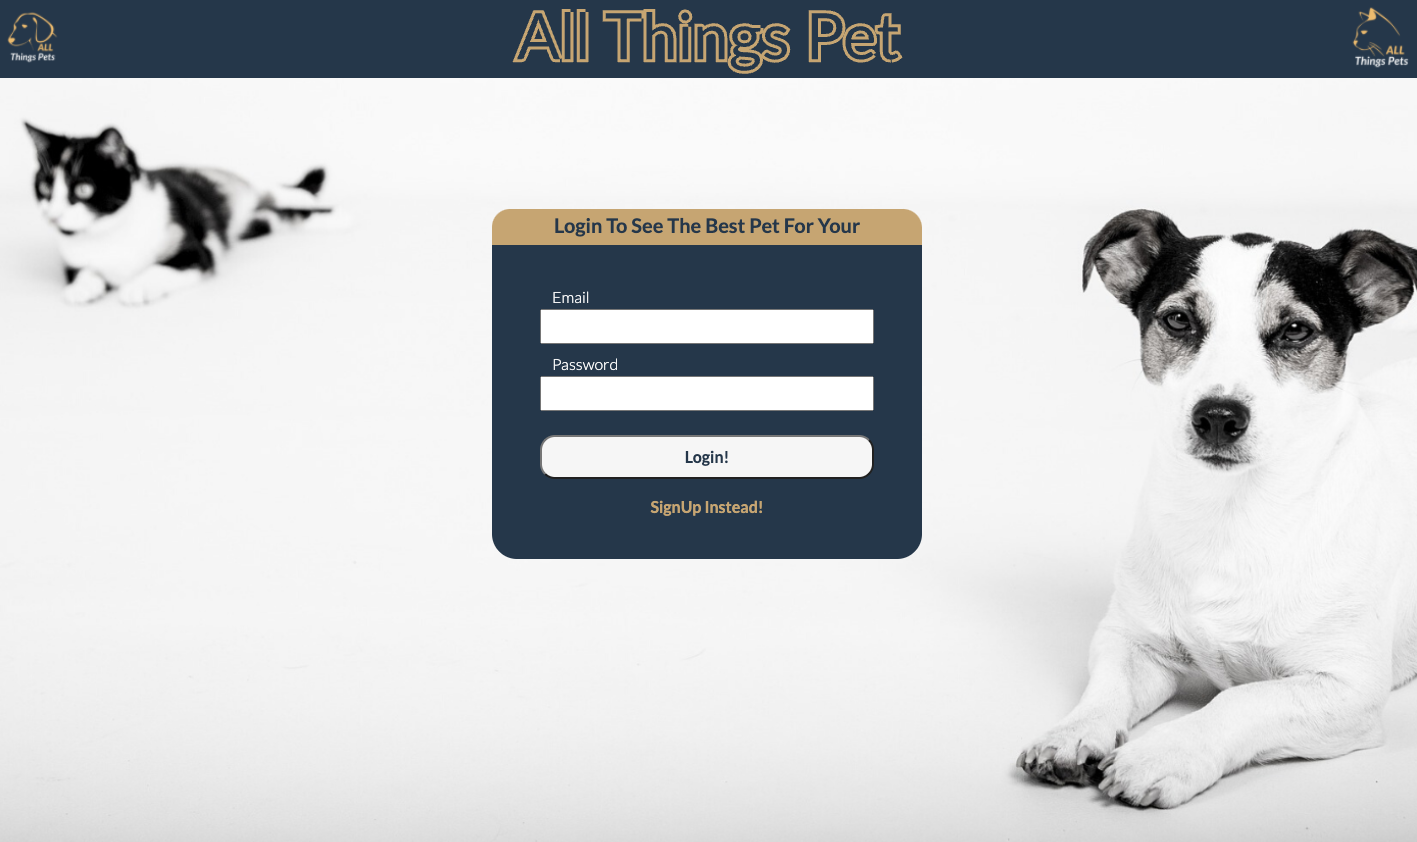 ALL
Things Pets
All Things Pet
ALL
Things Pets
Login To See The Best Pet For Your
Email
Password
Login!
SignUp Instead!